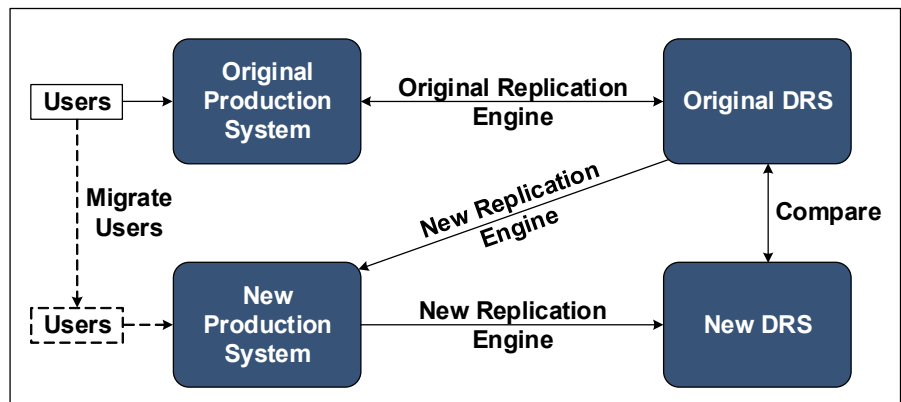 Users
Original
Production
System
Original Replication
Engine
Original DRS
Migrate
Users
New Replication
Engine
Compare
Users
New
Production
System
New Replication
Engine
New DRS